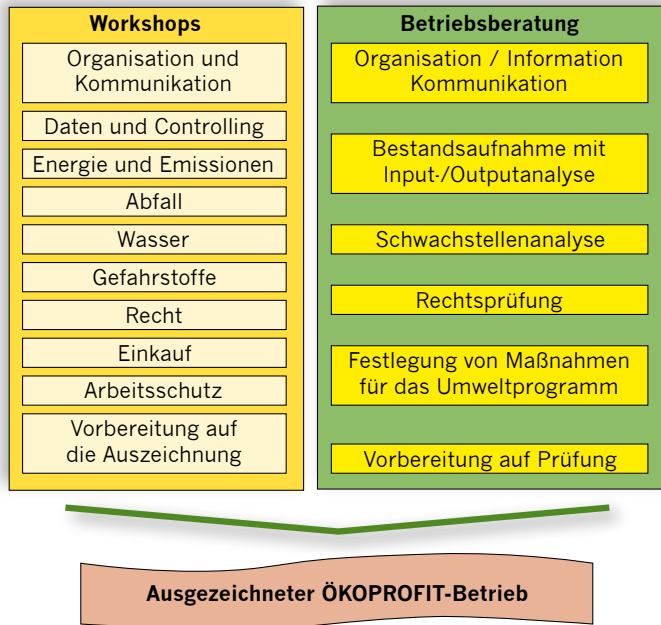 Workshops
Organisation und
Kommunikation
Daten und Controlling
Energie und Emissionen
Abfall
Wasser
Gefahrstoffe
Recht
Einkauf
Arbeitsschutz
Vorbereitung auf
die Auszeichnung
Betriebsberatung
Organisation / Information
Kommunikation
Bestandsaufnahme mit
Input-/Outputanalyse
Schwachstellenanalyse
Rechtsprüfung
Festlegung von Maßnahmen
für das Umweltprogramm
Vorbereitung auf Prüfung
Ausgezeichneter ÖKOPROFIT-Betrieb